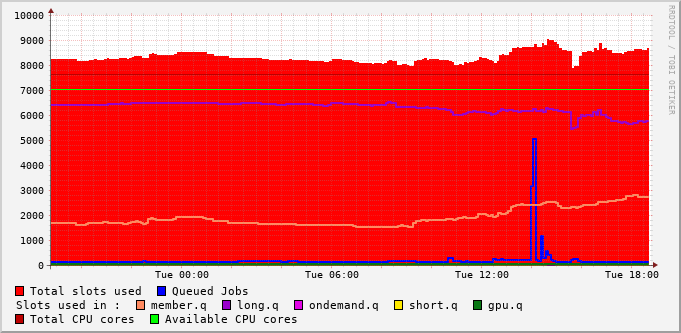 10000
9000
8000
7000
6000
5000
4000
3000
2000
1000
0
Tue 00:00 Tue 06:00 Tue 12:00 Tue 18:00
RRDTOOL / TOBI OETIKER
Total slots used Queued Jobs
Slots used in : member.q long.q ondemand.q short.q gpu.q
Total CPU cores Available CPU cores